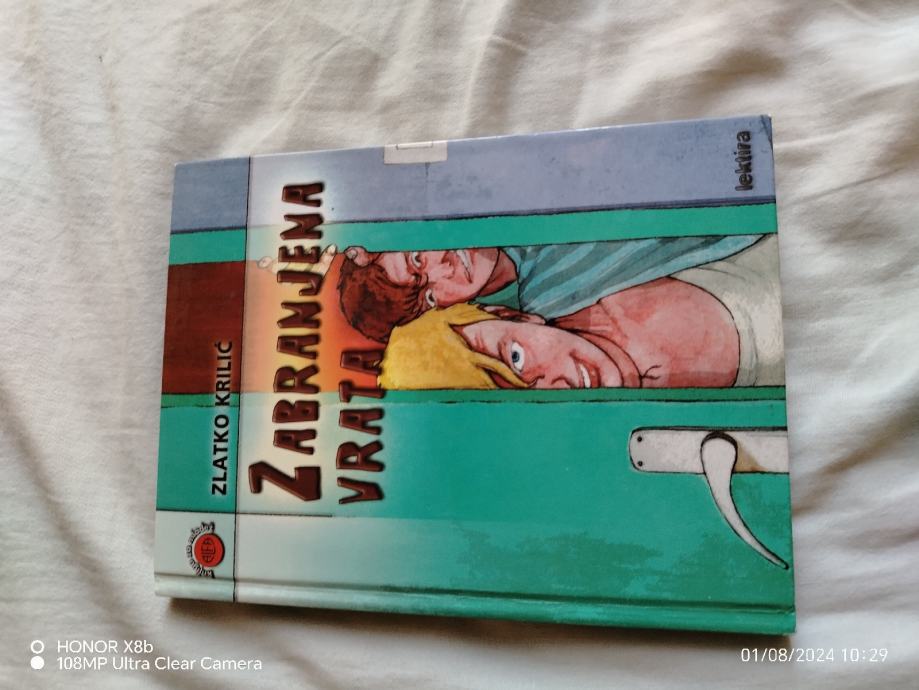 ZLATKO KRILIĆ
ZABRANJENA
VRATA
lektira
HONOR X8b
108MP Ultra Clear Camera
01/08/2024 10:29